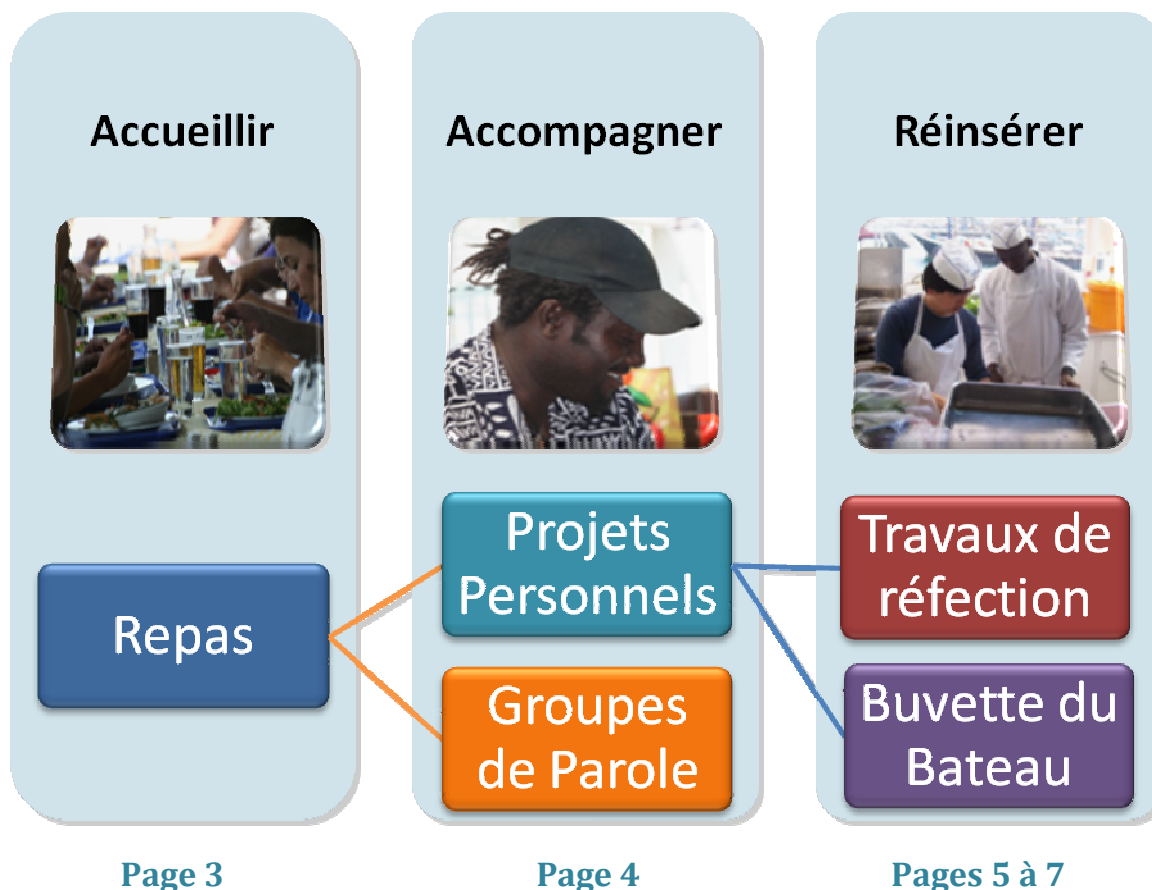 Accueillir
Accompagner
Réinsérer
Repas
Projets
Personnels
Groupes
de Parole
Travaux de
réfection
Buvette du
Bateau
Page 3
Page 4
Pages 5 à 7